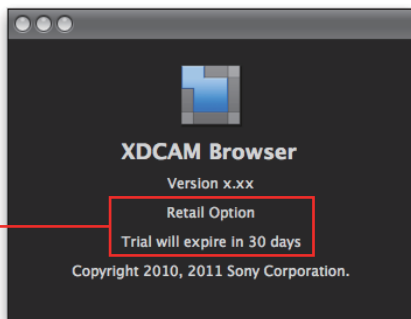 XDCAM Browser
Version x.xx
Retail Option
Trial will expire in 30 days
Copyright 2010, 2011 Sony Corporation.